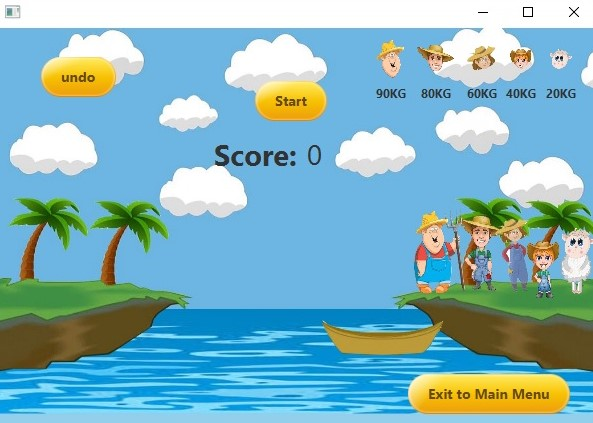 undo
Start
90KG 80KG 60KG 40KG 20KG
Score: 0
Exit to Main Menu